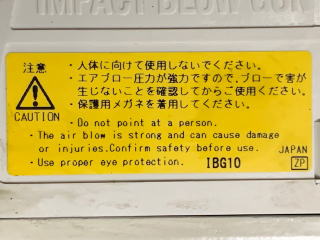 IMPACT BLOW GUN
注意
CAUTION
・人体に向けて使用しないでください。
・エアブロー圧力が強力ですので、ブローで害が
生じないことを確認してからご使用ください。
・保護用メガネを着用してください。
・Do not point at a person.
・The air blow is strong and can cause damage
or injuries.Confirm safety before use.
・Use proper eye protection. IBG10
JAPAN
ZP